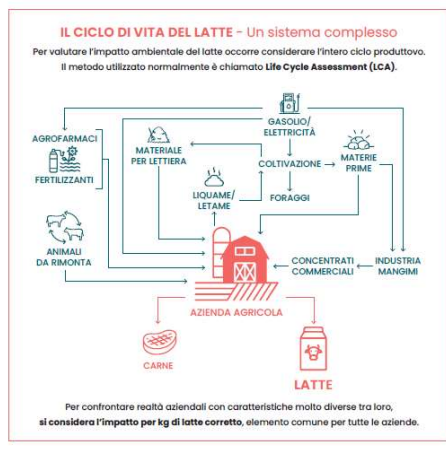 IL CICLO DI VITA DEL LATTE - Un sistema complesso
Per valutare l'impatto ambientale del latte occorre considerare l'intero ciclo produttivo.
Il metodo utilizzato normalmente è chiamato Life Cycle Assessment (LCA).
GASOLIO/
ELETTRICITÀ
AGROFARMACI
FERTILIZZANTI
MATERIALE
PER LETTIERA
COLTIVAZIONE
MATERIE
PRIME
LIQUAME/
LETAME
FORAGGI
ANIMALI
DA RIMONTA
CONCENTRATI
COMMERCIALI
INDUSTRIA
MANGIMI
AZIENDA AGRICOLA
CARNE
LATTE
Per confrontare realtà aziendali con caratteristiche molto diverse tra loro,
si considera l'impatto per kg di latte corretto, elemento comune per tutte le aziende.